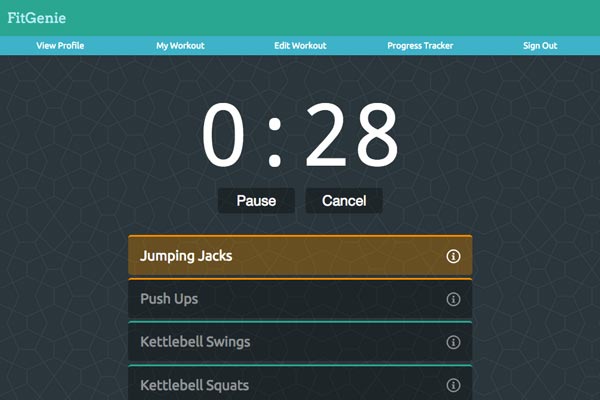 FitGenie
View Profile My Workout Edit Workout Progress Tracker Sign Out
0:28
Pause Cancel
Jumping Jacks
Push Ups
Kettlebell Swings
Kettlebell Squats